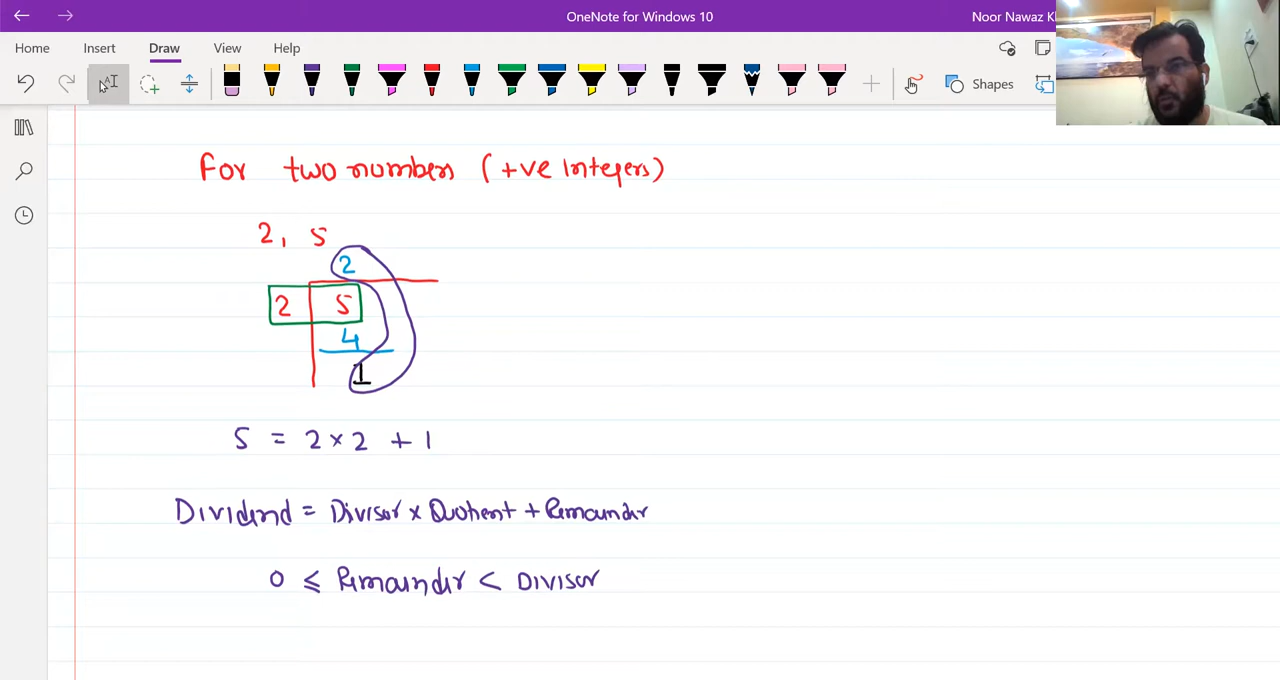 OneNote for Windows 10
Noor Nawaz Kh
Home Insert Draw View Help
Shapes
For two numbers (+ve Integers)
2, 5
2
2 5
4
1
5 = 2 × 2 + 1
Dividend = Divisor × Quotient + Remainder
0 ⩽ Remainder < Divisor